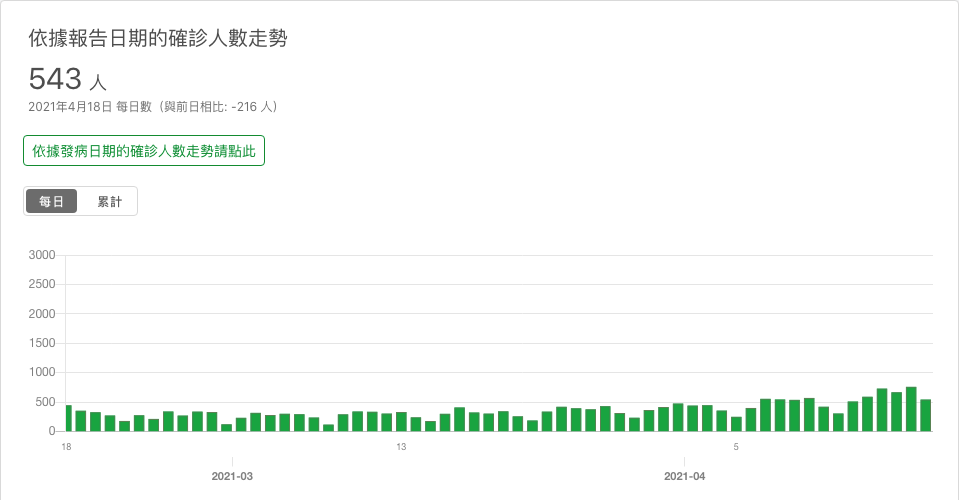 依據報告日期的確診人數走勢
543 人
2021年4月18日 每日數（與前日相比: -216 人）
依據發病日期的確診人數走勢請點此
每日 累計
3000
2500
2000
1500
1000
500
0
18 13 5
2021-03 2021-04